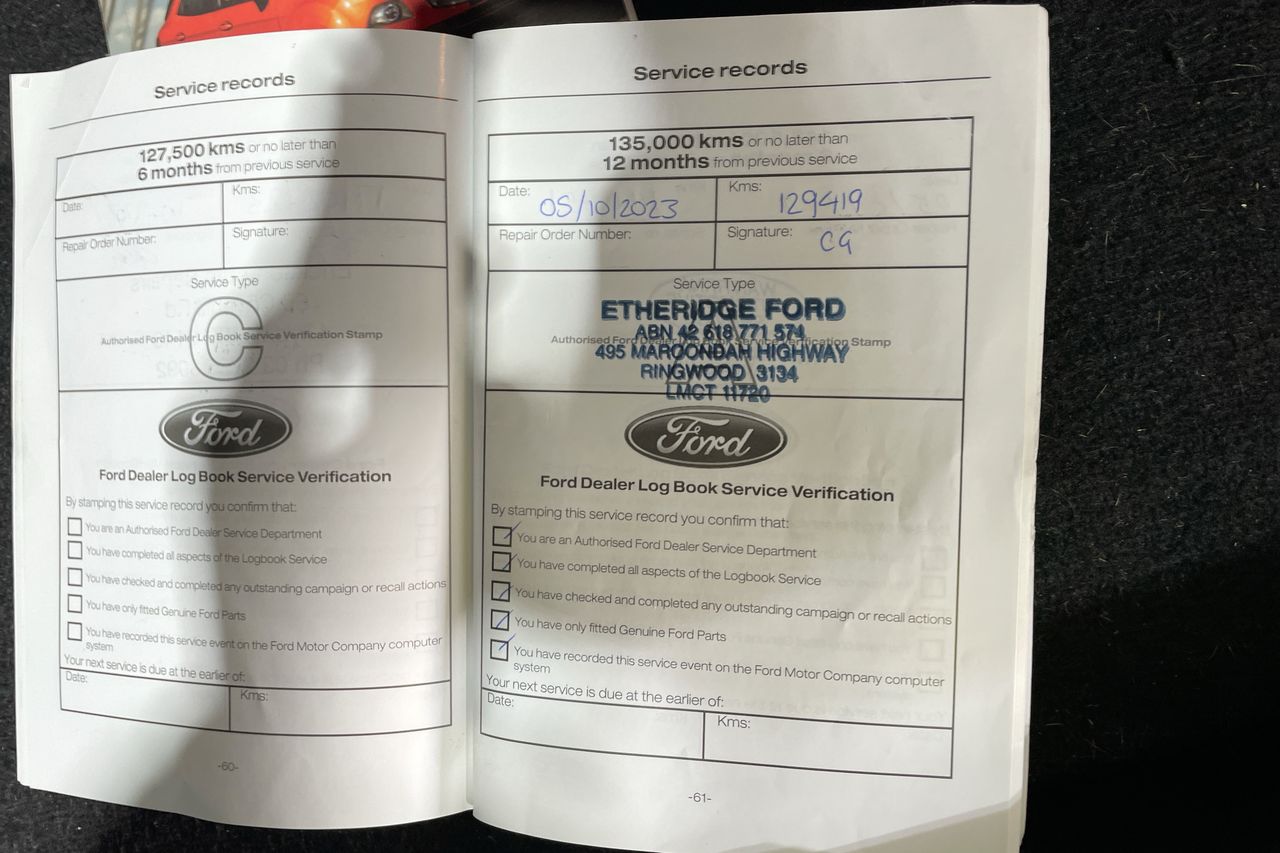 Service records
127,500 kms or no later than
6 months from previous service
Date:
Kms:
Repair Order Number:
Signature:
Service Type
C
Authorised Ford Dealer Log Book Service Verification Stamp
Ford
Ford Dealer Log Book Service Verification
By stamping this service record you confirm that:
You are an Authorised Ford Dealer Service Department
You have completed all aspects of the Logbook Service
You have checked and completed any outstanding campaign or recall actions
You have only fitted Genuine Ford Parts
You have recorded this service event on the Ford Motor Company computer
system
Your next service is due at the earlier of:
Date:
Kms:
-60-
Service records
135,000 kms or no later than
12 months from previous service
Date: 05/10/2023
Kms: 129419
Repair Order Number:
Signature: CG
Service Type
ETHERIDGE FORD
ABN 42 618 771 574
Authorised Ford Dealer Log Book Service Verification Stamp
495 MAROONDAH HIGHWAY
RINGWOOD 3134
LMCT 11720
Ford
Ford Dealer Log Book Service Verification
By stamping this service record you confirm that:
You are an Authorised Ford Dealer Service Department
You have completed all aspects of the Logbook Service
You have checked and completed any outstanding campaign or recall actions
You have only fitted Genuine Ford Parts
You have recorded this service event on the Ford Motor Company computer
system
Your next service is due at the earlier of:
Date:
Kms:
-61-